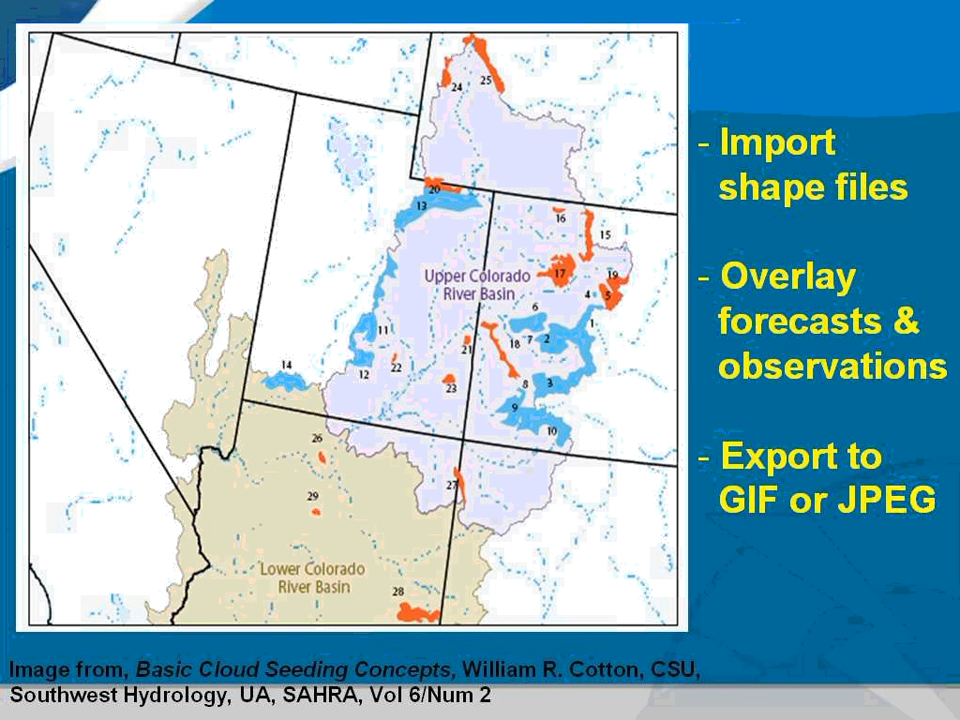 24
25
20
13
16
15
Upper Colorado
River Basin
17
19
4
5
6
1
11
18
7
2
21
14
12
22
23
8
3
9
10
26
27
29
Lower Colorado
River Basin
28
- Import
shape files
- Overlay
forecasts &
observations
- Export to
GIF or JPEG
Image from, Basic Cloud Seeding Concepts, William R. Cotton, CSU,
Southwest Hydrology, UA, SAHRA, Vol 6/Num 2